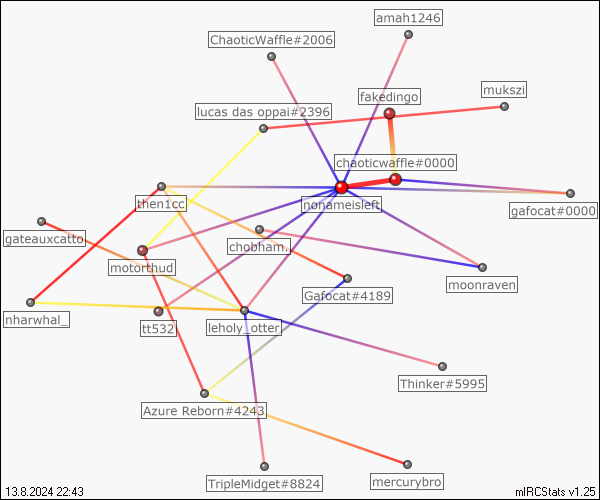 amah1246
ChaoticWaffle#2006
mukszi
fakedingo
lucas das oppai#2396
chaoticwaffle#0000
then1cc
nonameisleft
gafocat#0000
gateauxcatto
chobham.
motorthud
moonraven
Gafocat#4189
nharwhal_
tt532
leholy_otter
Thinker#5995
Azure Reborn#4243
TripleMidget#8824
mercurybro
13.8.2024 22:43
mIRCStats v1.25